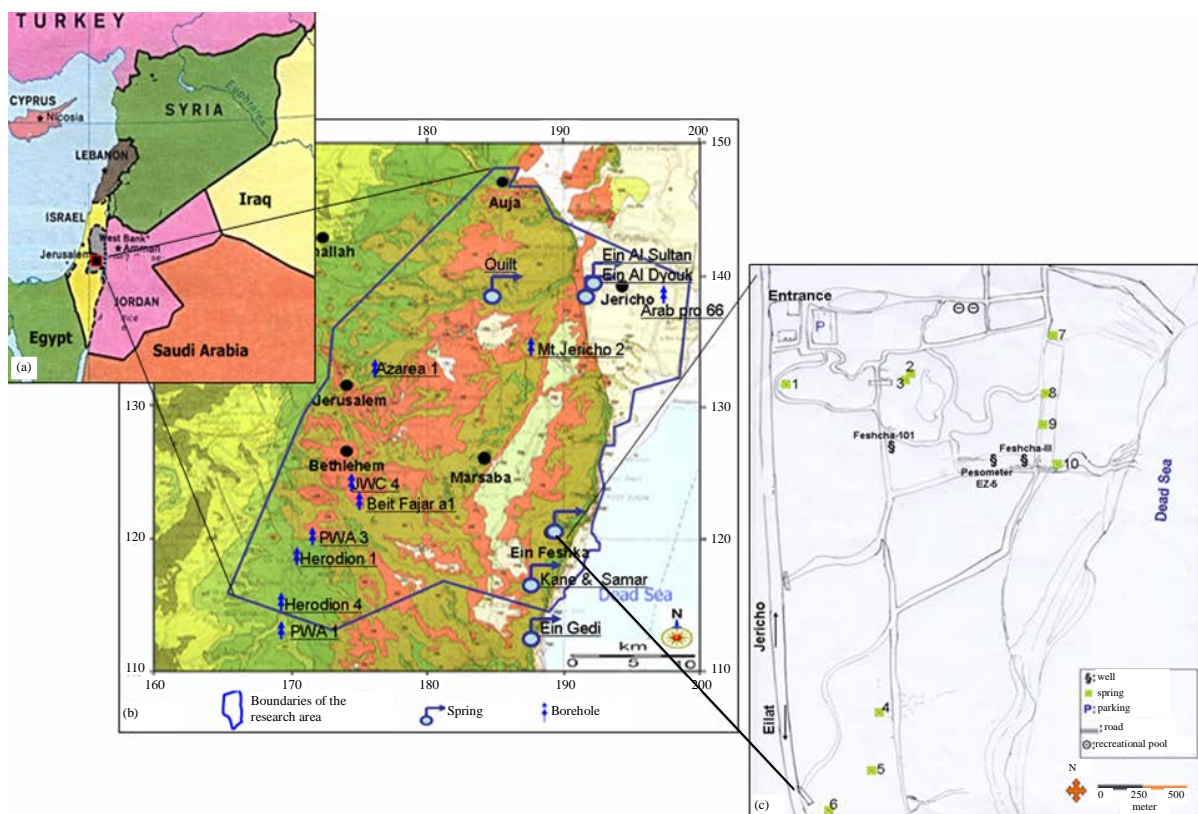 TURKEY
CYPRUS
Nicosia
SYRIA
Euphrates
LEBANON
ISRAEL
Iraq
West Bank
Amman
Jerusalem
JORDAN
Egypt
Saudi Arabia
(a)
180
190
200
150
140
130
120
110
Auja
allah
Quilt
Ein Al Sultan
Ein Al Dyouk
Jericho
Arab pro 66
Mt.Jericho 2
Azarea 1
Jerusalem
Bethlehem
JWC 4
Marsaba
Beit Fajar a1
PWA 3
Herodion 1
Ein Feshka
Kane & Samar
Dead Sea
Herodion 4
PWA 1
Ein Gedi
N
km
0 5 10
130
120
110
160 170 180 190 200
(b)
Boundaries of the
research area
Spring
Borehole
Entrance
P
1
2
3
7
8
9
10
Feshcha-101
Feshcha-III
Pesometer
EZ-5
Dead Sea
Jericho
Eilat
4
5
6
well
spring
P: parking
road
recreational pool
N
0 250 500
meter
(c)